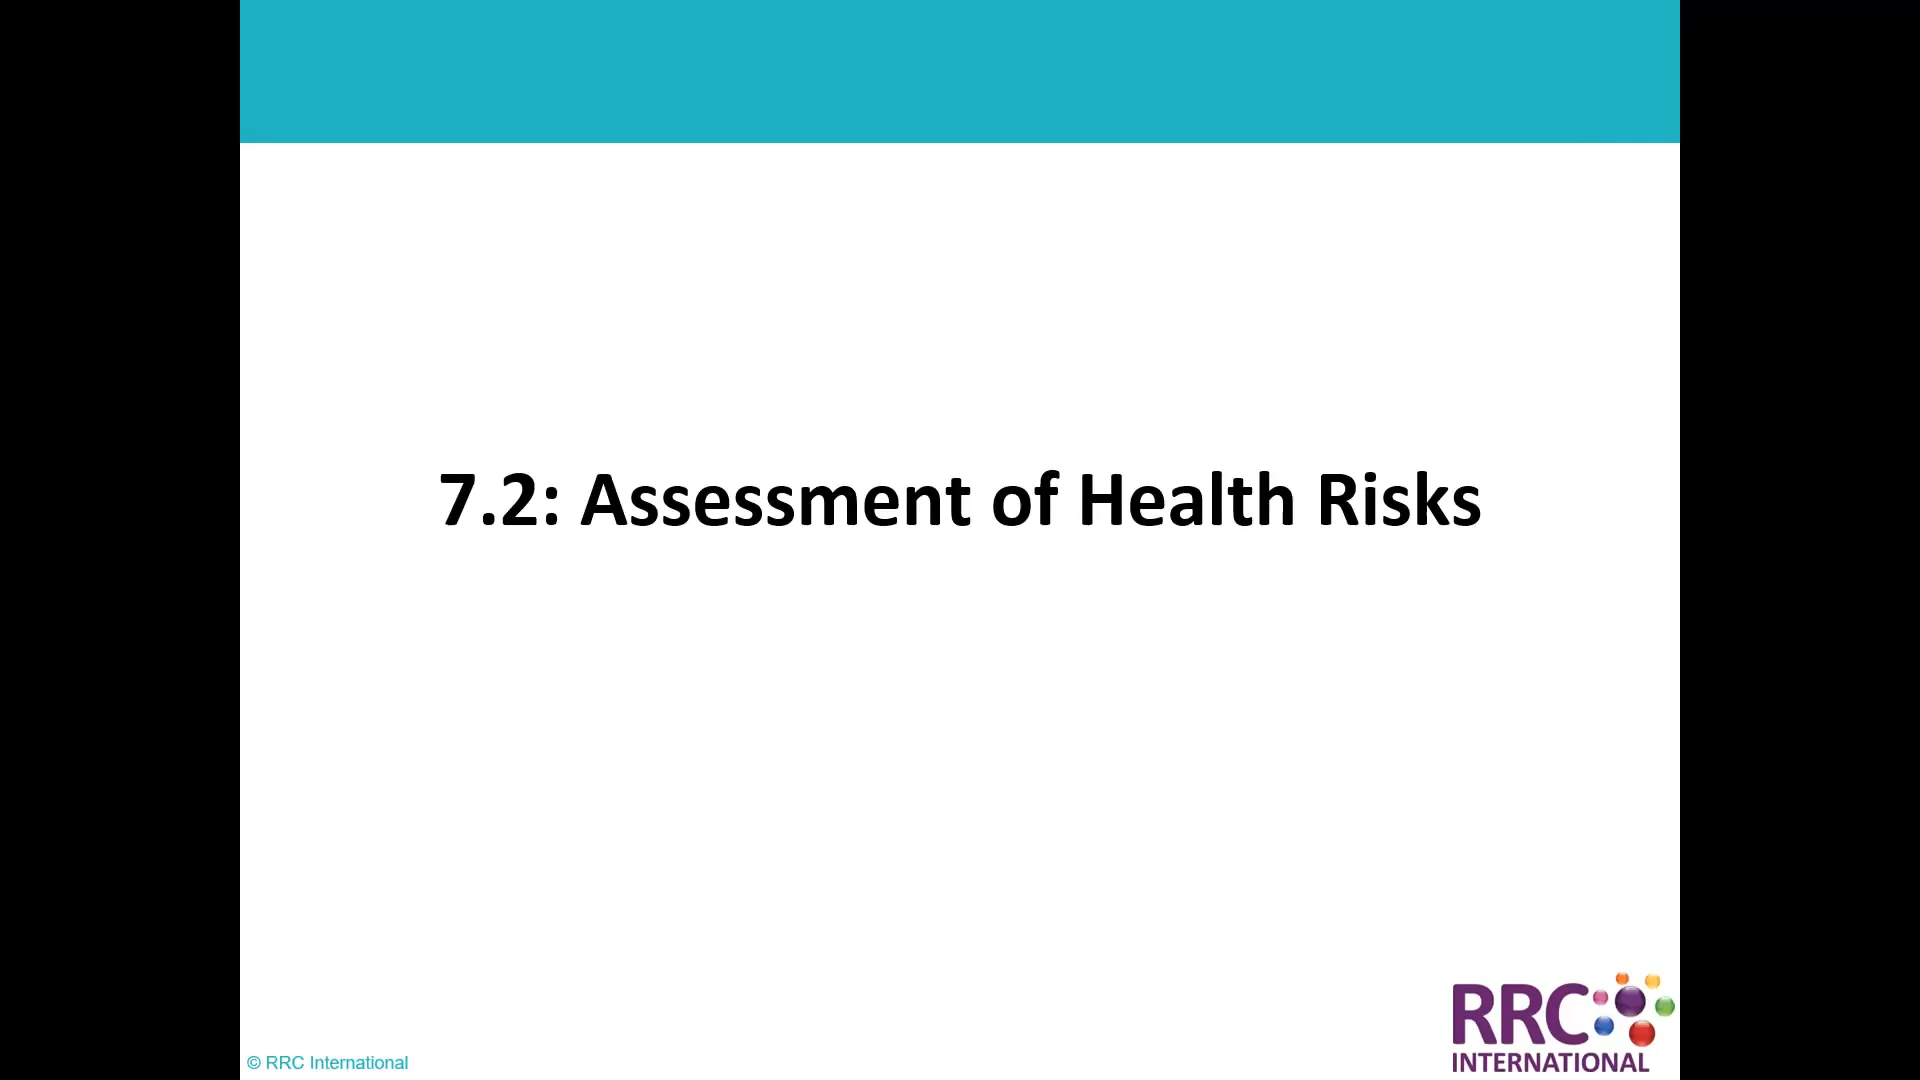 7.2: Assessment of Health Risks
© RRC International
RRC
INTERNATIONAL